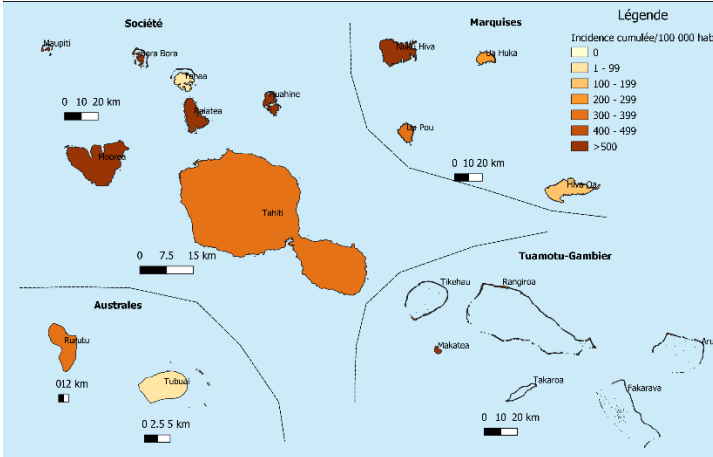 Société
Maupiti
Bora Bora
Tahaa
Raiatea
Huahine
0 10 20 km
Moorea
Tahiti
0 7.5 15 km
Marquises
Nuku Hiva
Ua Huka
Ua Pou
0 10 20 km
Hiva Oa
Légende
Incidence cumulée/100 000 hab
0
1 - 99
100 - 199
200 - 299
300 - 399
400 - 499
>500
Australes
Rurutu
012 km
Tubuai
0 2.5 5 km
Tuamotu-Gambier
Tikehau
Rangiroa
Makatea
Aru
Takaroa
Fakarava
0 10 20 km